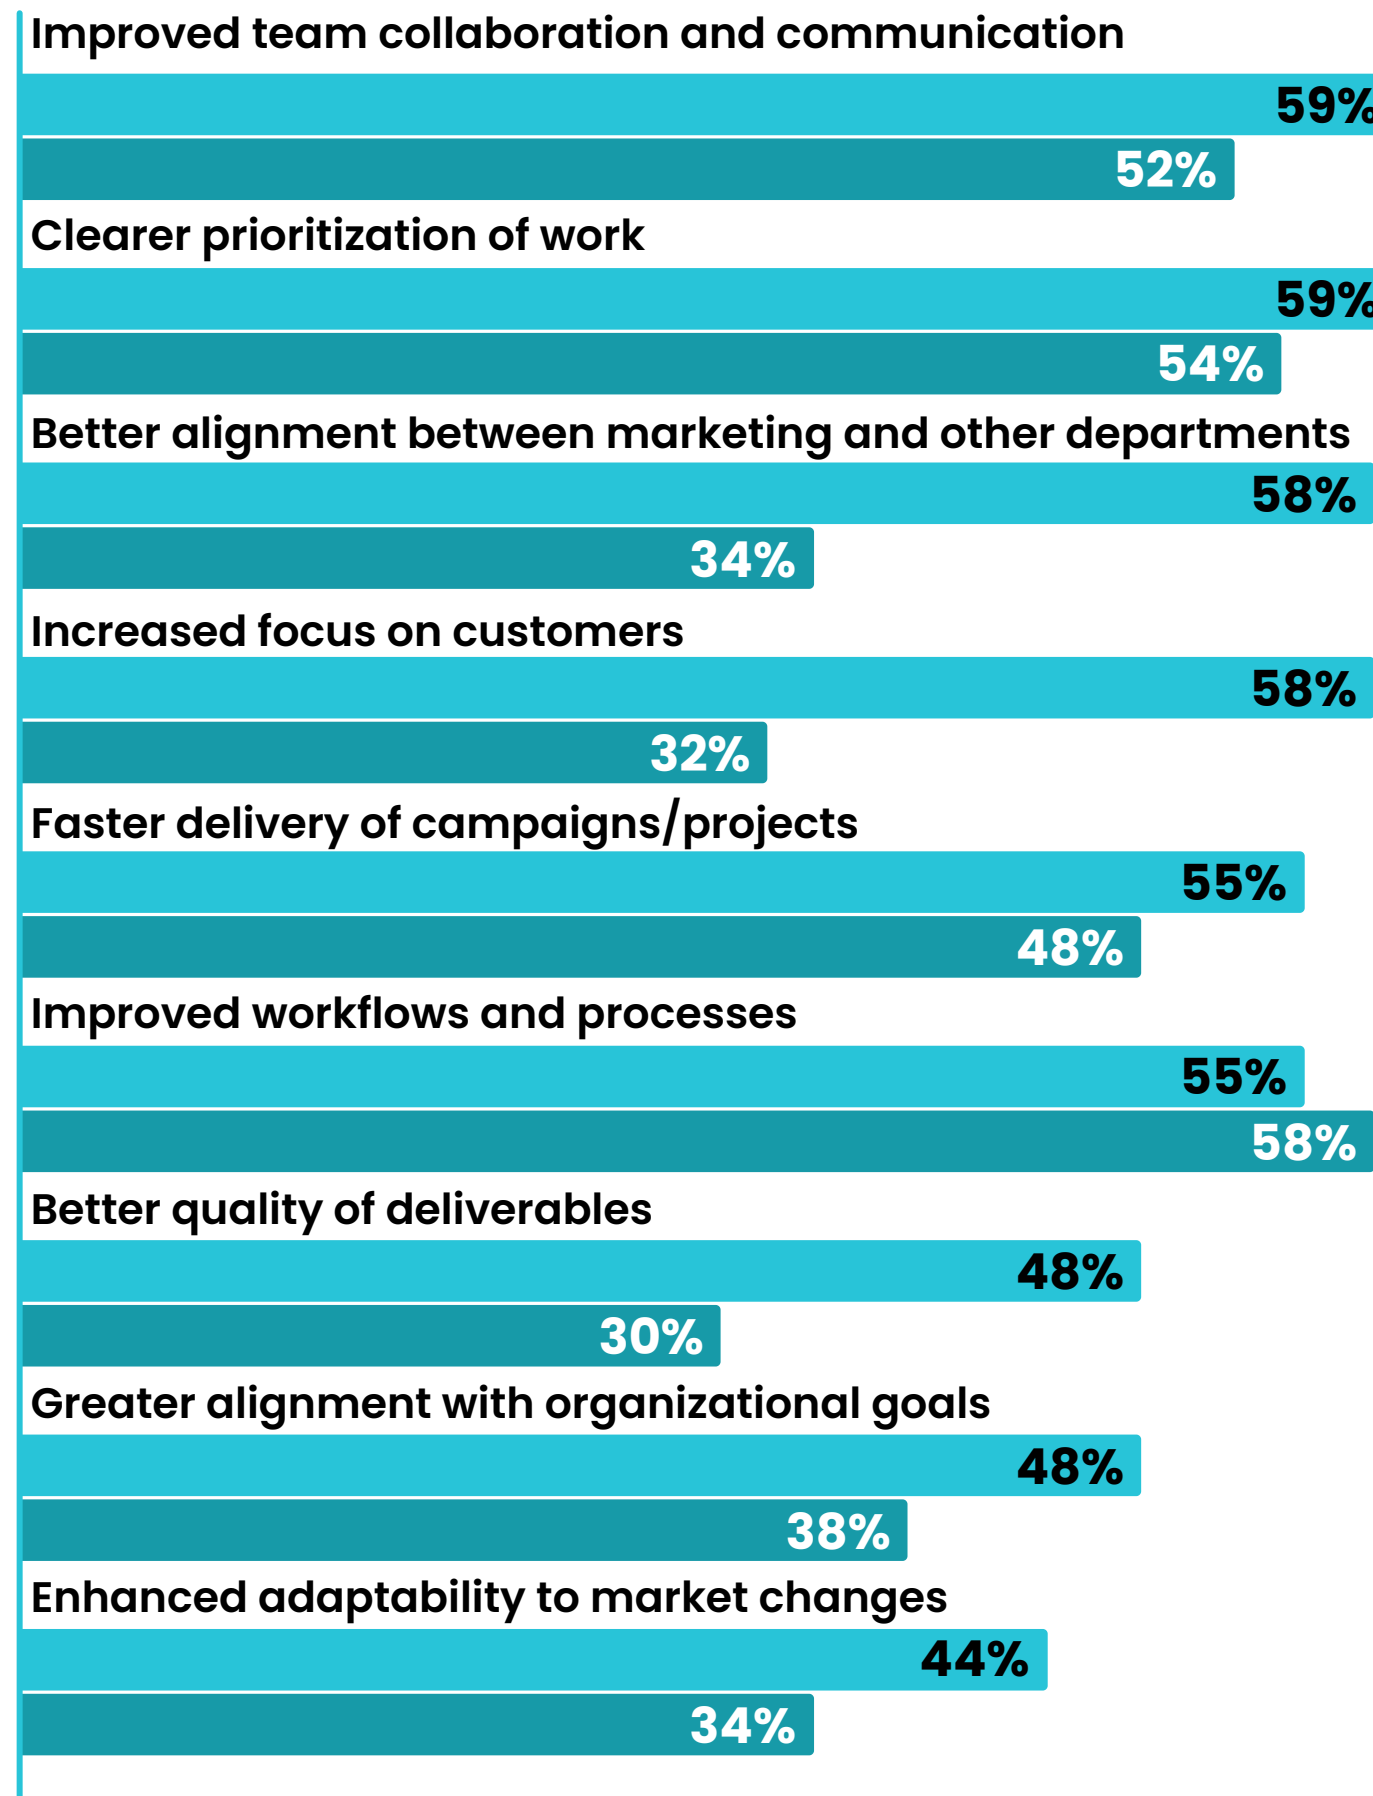 Improved team collaboration and communication
59%
52%
Clearer prioritization of work
59%
54%
Better alignment between marketing and other departments
58%
34%
Increased focus on customers
58%
32%
Faster delivery of campaigns/projects
55%
48%
Improved workflows and processes
55%
58%
Better quality of deliverables
48%
30%
Greater alignment with organizational goals
48%
38%
Enhanced adaptability to market changes
44%
34%